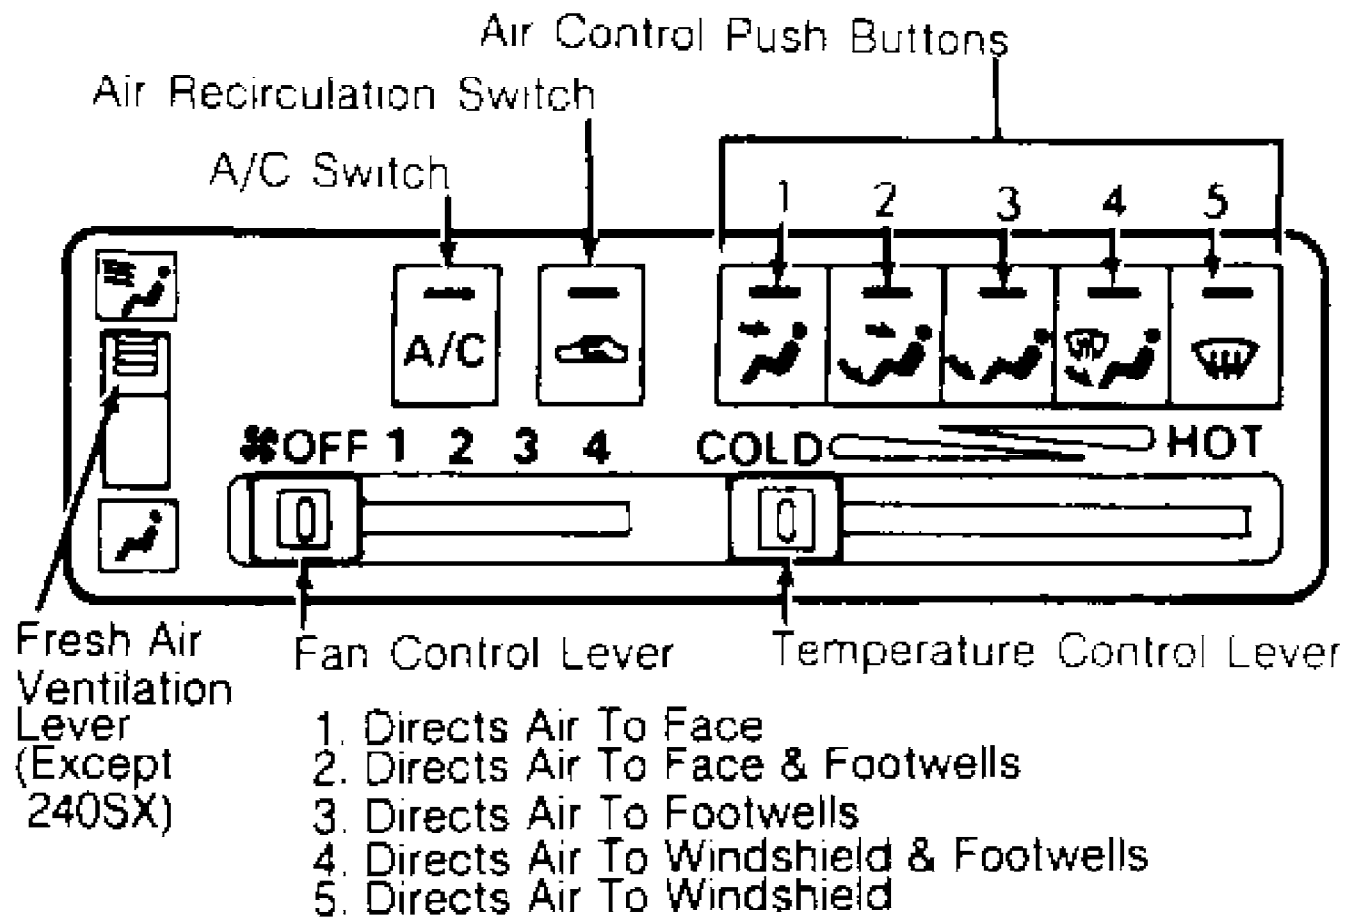 Air Control Push Buttons
Air Recirculation Switch
A/C Switch
1 2 3 4 5
A/C
OFF 1 2 3 4
COLD HOT
0 0
Fresh Air
Ventilation
Lever
(Except
240SX)
Fan Control Lever
Temperature Control Lever
1. Directs Air To Face
2. Directs Air To Face & Footwells
3. Directs Air To Footwells
4. Directs Air To Windshield & Footwells
5. Directs Air To Windshield